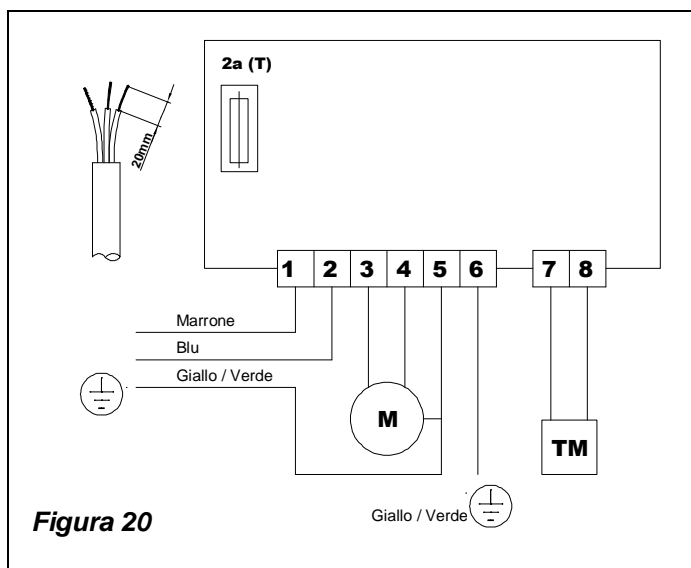 2a (T)
20mm
1 2 3 4 5 6 7 8
Marrone
Blu
Giallo / Verde
M
TM
Giallo / Verde
Figura 20